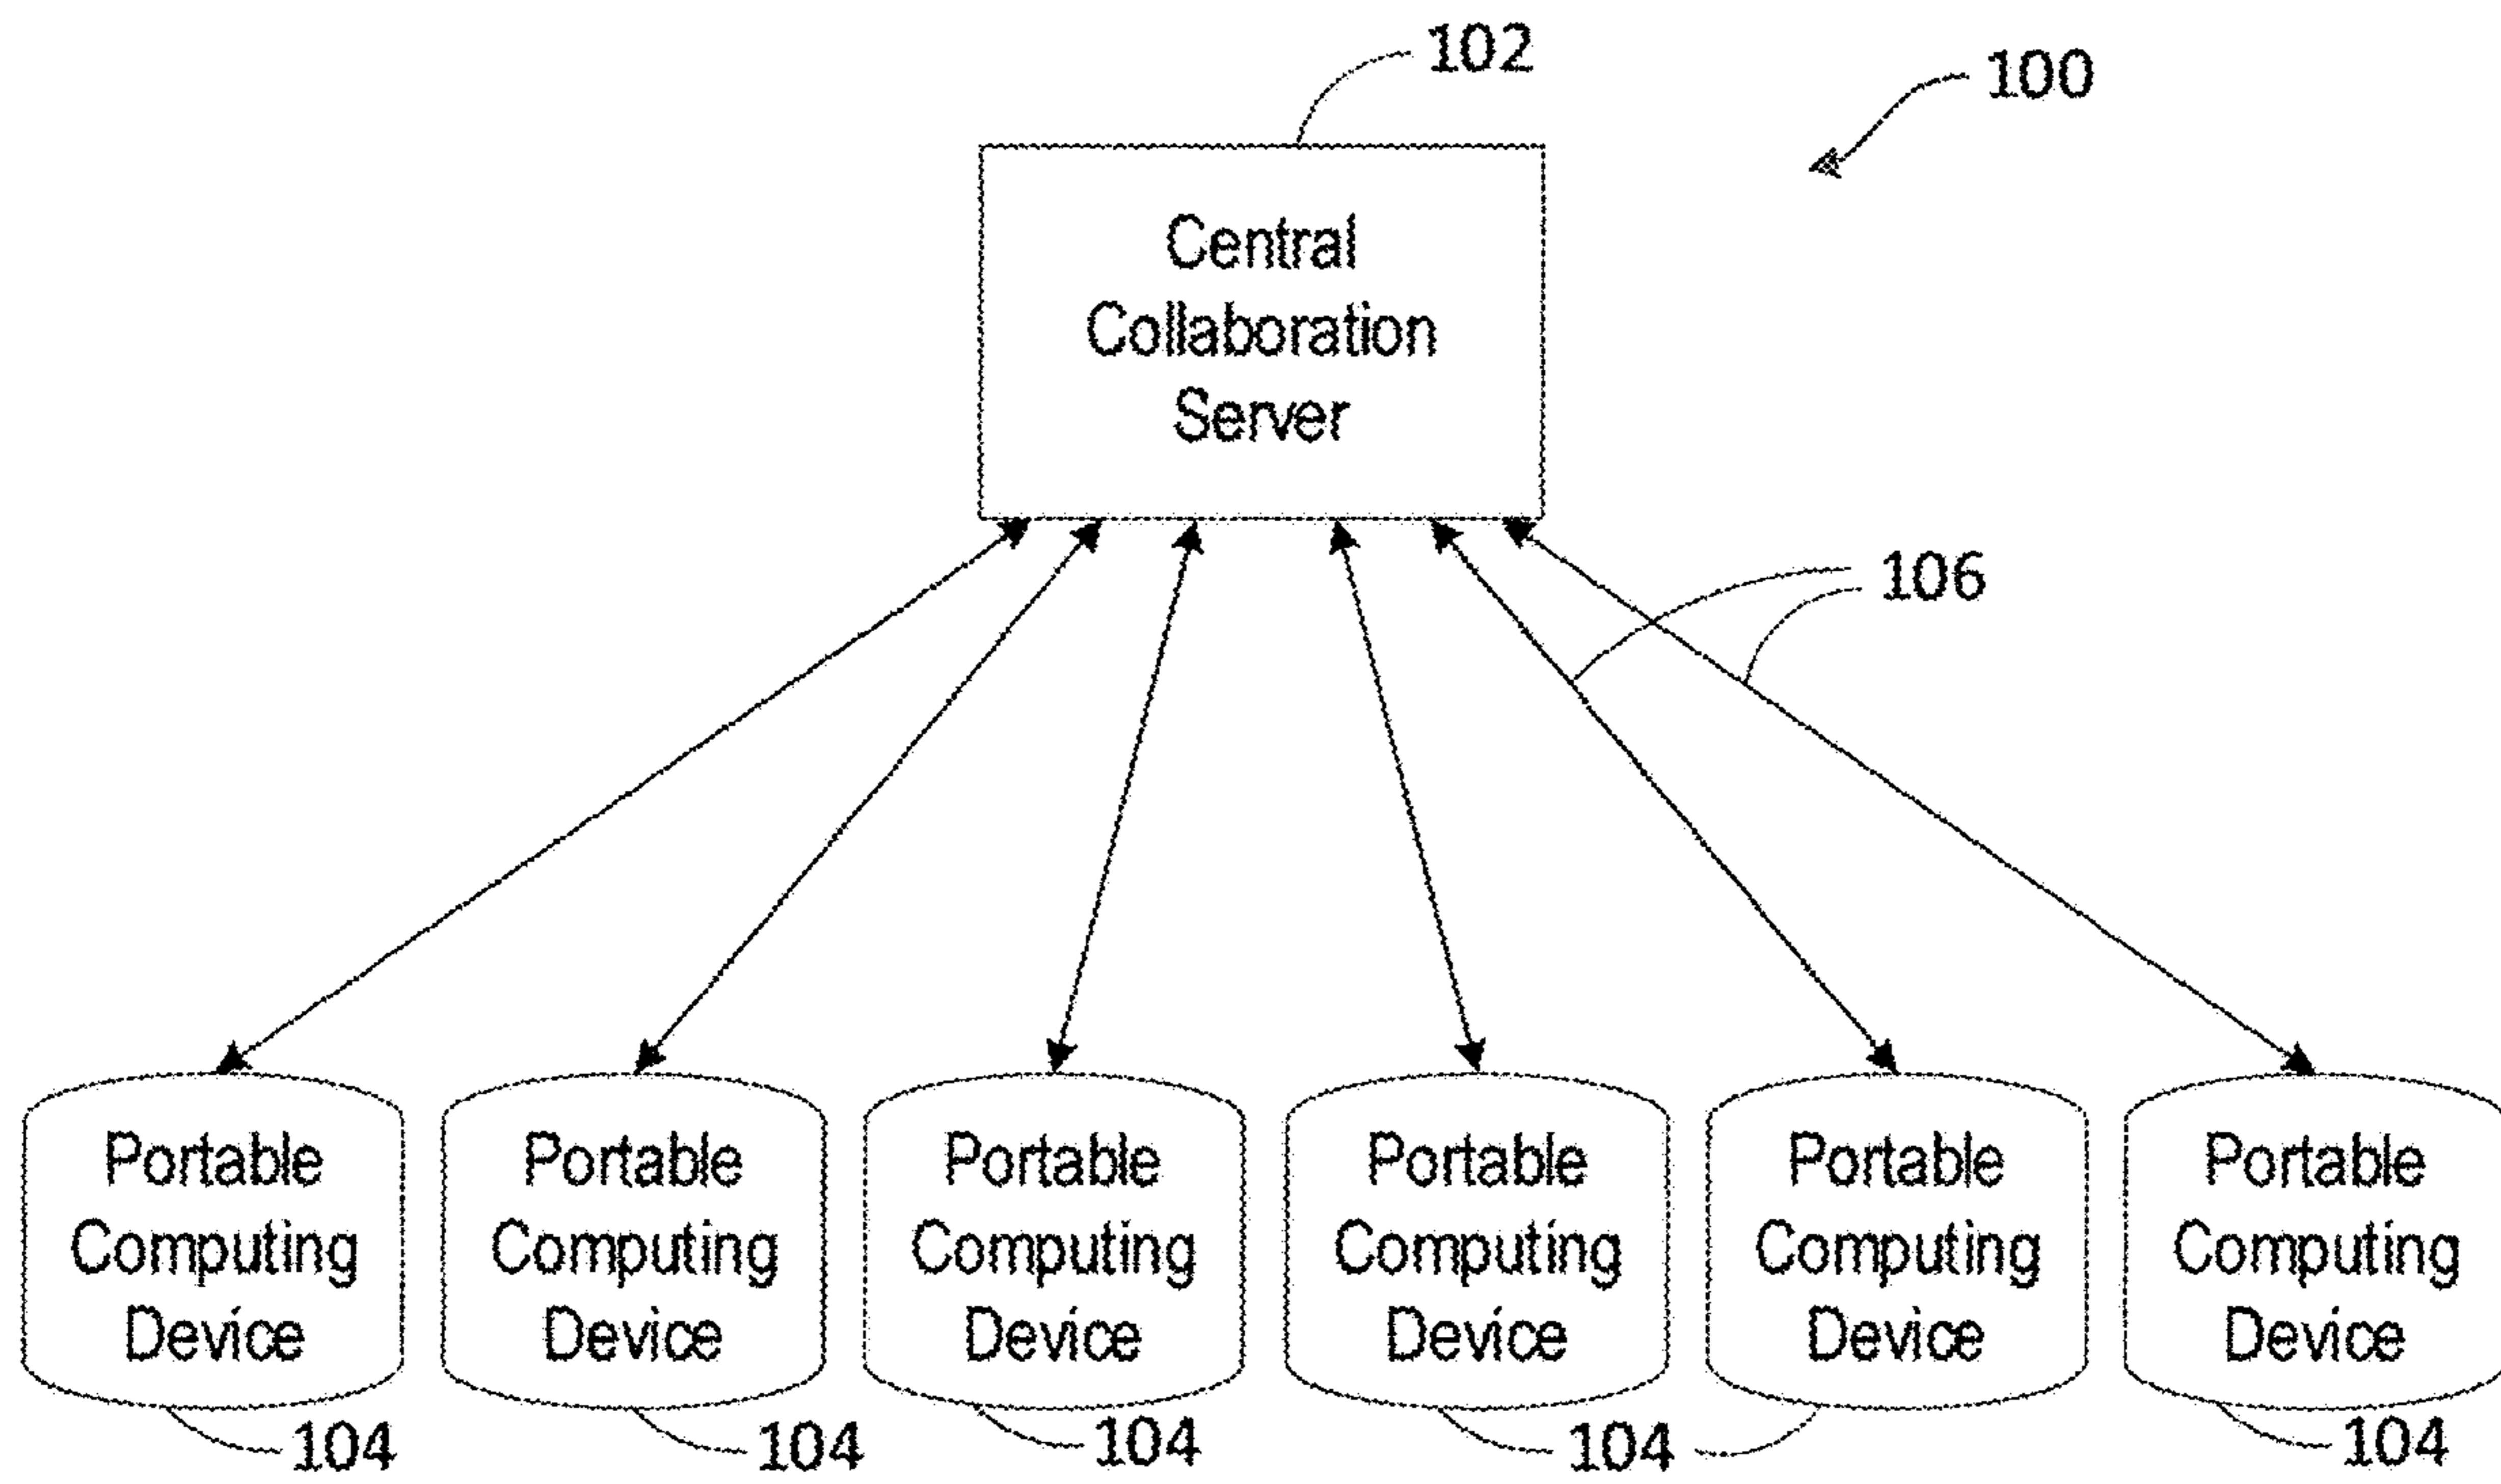 102
100
Central
Collaboration
Server
106
Portable Computing Device
Portable Computing Device
Portable Computing Device
Portable Computing Device
Portable Computing Device
Portable Computing Device
104
104
104
104
104